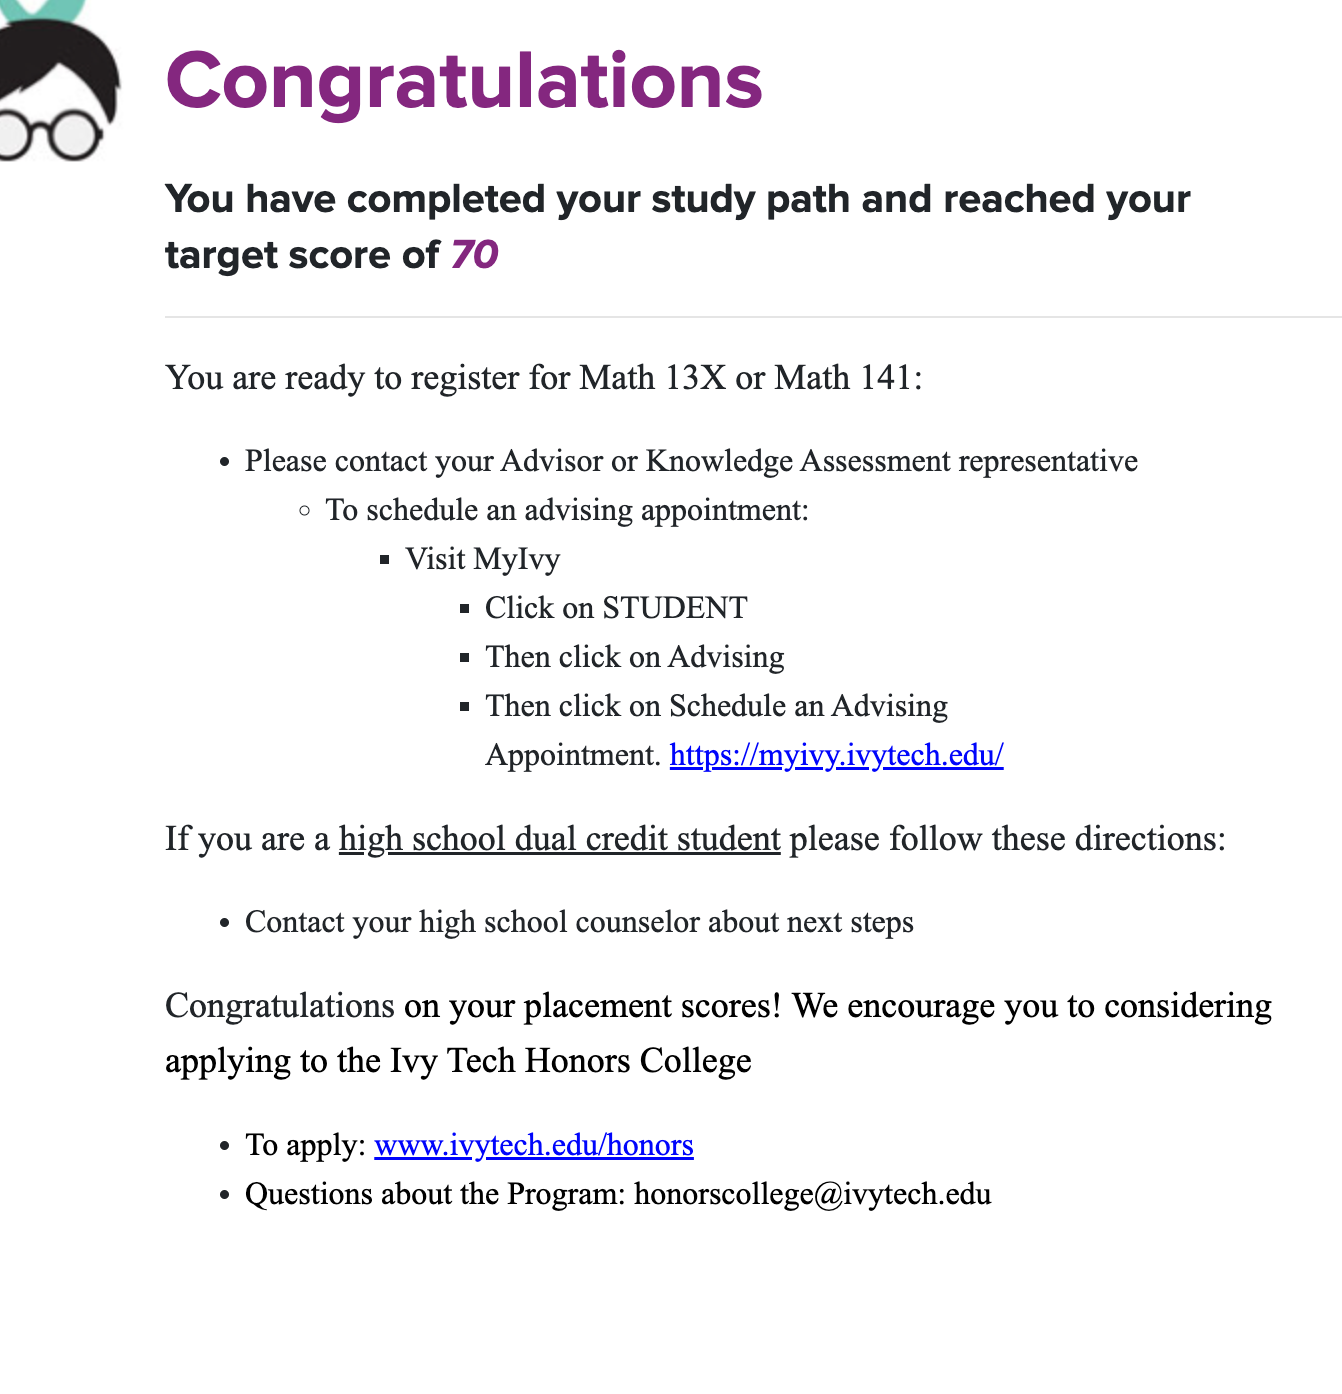 Congratulations
You have completed your study path and reached your
target score of 70
You are ready to register for Math 13X or Math 141:
• Please contact your Advisor or Knowledge Assessment representative
○ To schedule an advising appointment:
▪ Visit MyIvy
▪ Click on STUDENT
▪ Then click on Advising
▪ Then click on Schedule an Advising
Appointment. https://myivy.ivytech.edu/
If you are a high school dual credit student please follow these directions:
• Contact your high school counselor about next steps
Congratulations on your placement scores! We encourage you to considering
applying to the Ivy Tech Honors College
• To apply: www.ivytech.edu/honors
• Questions about the Program: honorscollege@ivytech.edu